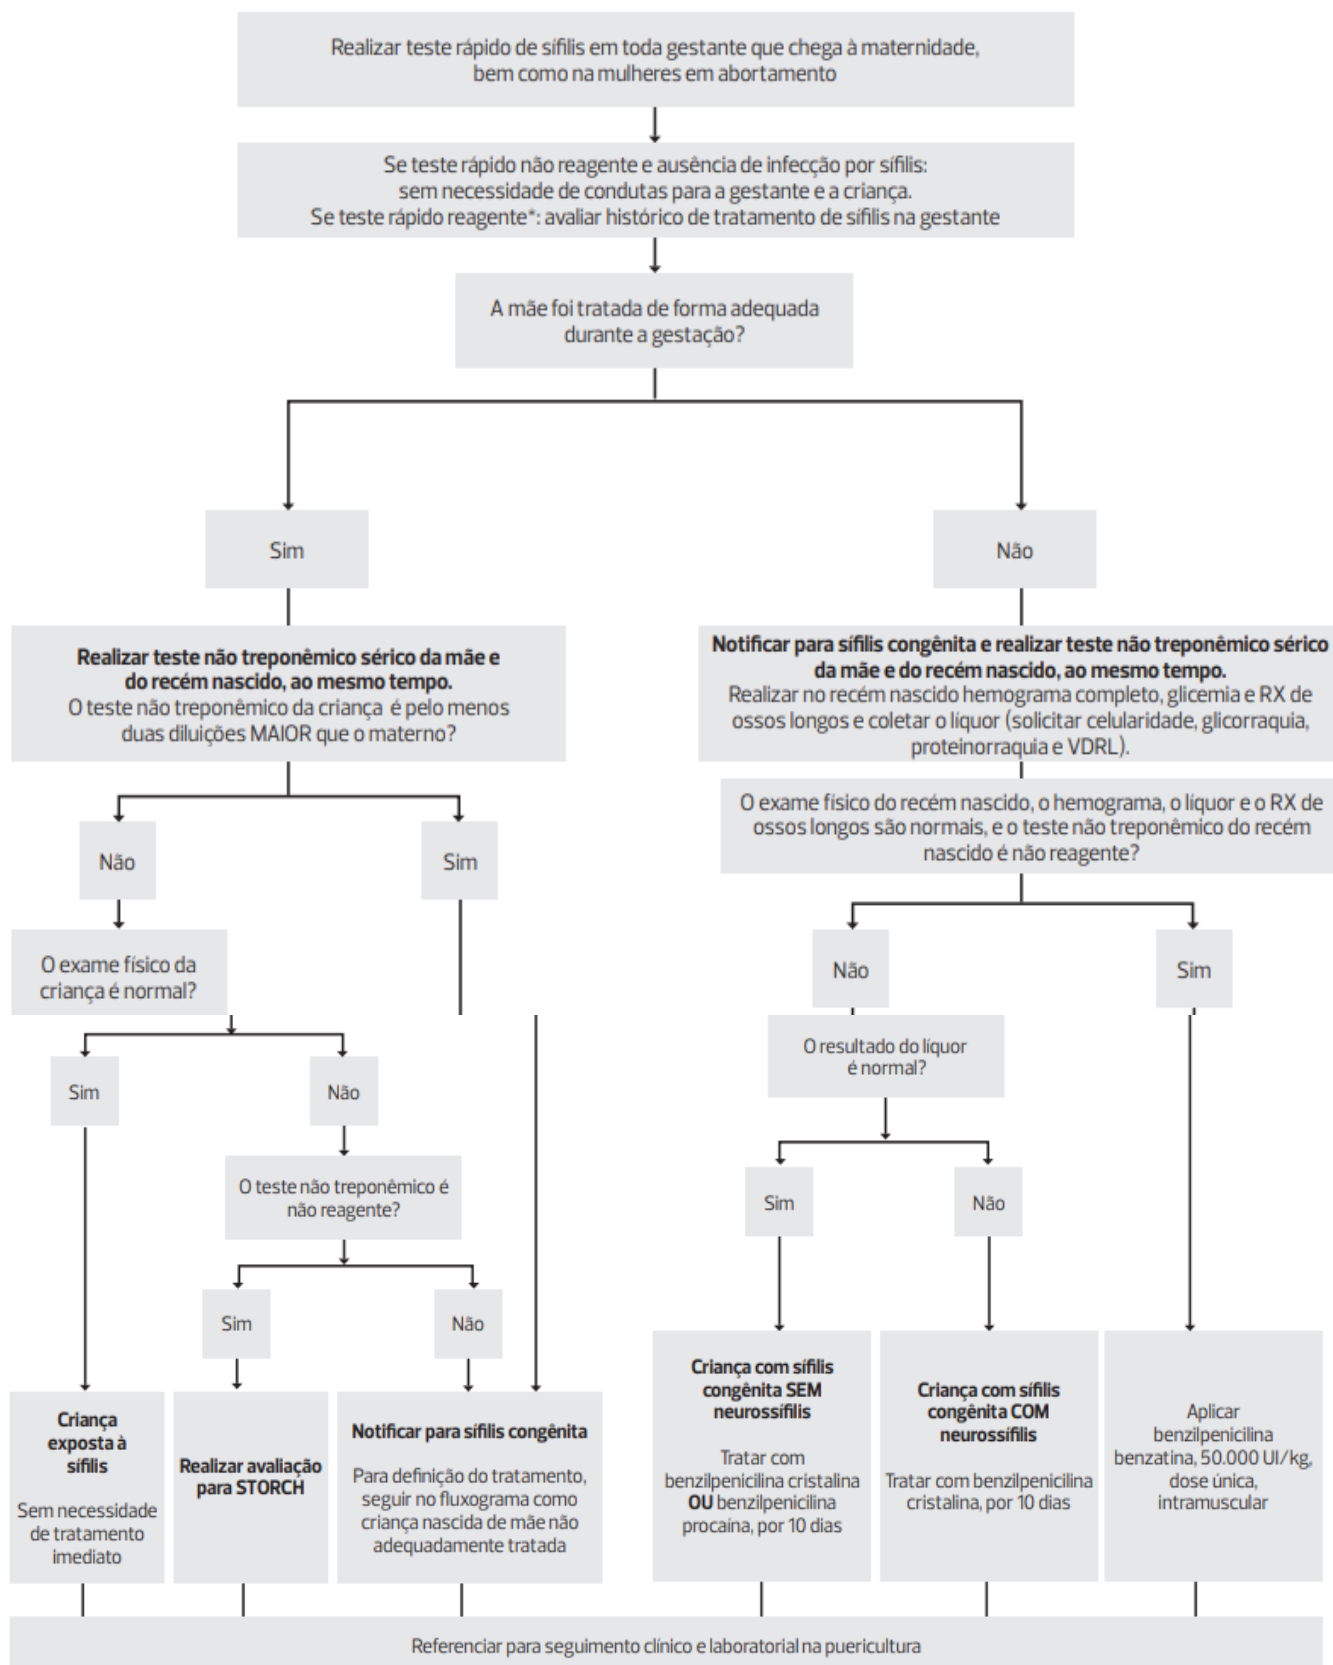 Realizar teste rápido de sífilis em toda gestante que chega à maternidade,
bem como na mulheres em abortamento
Se teste rápido não reagente e ausência de infecção por sífilis:
sem necessidade de condutas para a gestante e a criança.
Se teste rápido reagente*: avaliar histórico de tratamento de sífilis na gestante
A mãe foi tratada de forma adequada
durante a gestação?
Sim
Não
Realizar teste não treponêmico sérico da mãe e
do recém nascido, ao mesmo tempo.
O teste não treponêmico da criança é pelo menos
duas diluições MAIOR que o materno?
Notificar para sífilis congênita e realizar teste não treponêmico sérico
da mãe e do recém nascido, ao mesmo tempo.
Realizar no recém nascido hemograma completo, glicemia e RX de
ossos longos e coletar o líquor (solicitar celularidade, glicorraquia,
proteinorraquia e VDRL).
O exame físico do recém nascido, o hemograma, o líquor e o RX de
ossos longos são normais, e o teste não treponêmico do recém
nascido é não reagente?
Não
Sim
Não
Sim
O exame físico da
criança é normal?
O resultado do líquor
é normal?
Sim
Não
O teste não treponêmico é
não reagente?
Sim
Não
Sim
Não
Criança
exposta à
sífilis
Sem necessidade
de tratamento
imediato
Realizar avaliação
para STORCH
Notificar para sífilis congênita
Para definição do tratamento,
seguir no fluxograma como
criança nascida de mãe não
adequadamente tratada
Criança com sífilis
congênita SEM
neurossífilis
Tratar com
benzilpenicilina cristalina
OU benzilpenicilina
procaína, por 10 dias
Criança com sífilis
congênita COM
neurossífilis
Tratar com benzilpenicilina
cristalina, por 10 dias
Aplicar
benzilpenicilina
benzatina, 50.000 UI/kg,
dose única,
intramuscular
Referenciar para seguimento clínico e laboratorial na puericultura